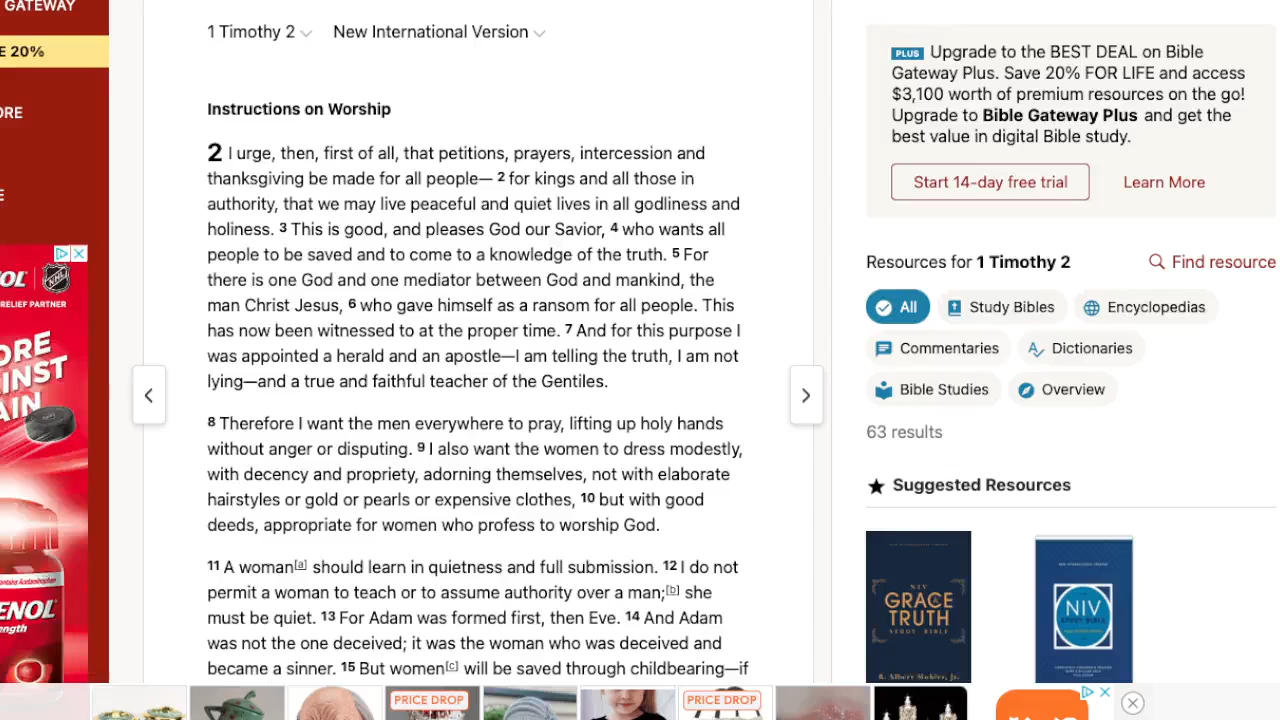 GATEWAY
E 20%
ORE
E
OL
NHL
RELIEF PARTNER
ORE
AINST
AIN
ENOL
ength
1 Timothy 2
New International Version
Instructions on Worship
2 I urge, then, first of all, that petitions, prayers, intercession and
thanksgiving be made for all people— 2 for kings and all those in
authority, that we may live peaceful and quiet lives in all godliness and
holiness. 3 This is good, and pleases God our Savior, 4 who wants all
people to be saved and to come to a knowledge of the truth. 5 For
there is one God and one mediator between God and mankind, the
man Christ Jesus, 6 who gave himself as a ransom for all people. This
has now been witnessed to at the proper time. 7 And for this purpose I
was appointed a herald and an apostle—I am telling the truth, I am not
lying—and a true and faithful teacher of the Gentiles.
8 Therefore I want the men everywhere to pray, lifting up holy hands
without anger or disputing. 9 I also want the women to dress modestly,
with decency and propriety, adorning themselves, not with elaborate
hairstyles or gold or pearls or expensive clothes, 10 but with good
deeds, appropriate for women who profess to worship God.
11 A woman[a] should learn in quietness and full submission. 12 I do not
permit a woman to teach or to assume authority over a man;[b] she
must be quiet. 13 For Adam was formed first, then Eve. 14 And Adam
was not the one deceived; it was the woman who was deceived and
became a sinner. 15 But women[c] will be saved through childbearing—if
PLUS Upgrade to the BEST DEAL on Bible
Gateway Plus. Save 20% FOR LIFE and access
$3,100 worth of premium resources on the go!
Upgrade to Bible Gateway Plus and get the
best value in digital Bible study.
Start 14-day free trial
Learn More
Resources for 1 Timothy 2
Find resource
All
Study Bibles
Encyclopedias
Commentaries
Dictionaries
Bible Studies
Overview
63 results
Suggested Resources
NIV
GRACE
TRUTH
STUDY BIBLE
R. Albert Mohler, Jr.
NIV
STUDY BIBLE
PRICE DROP
PRICE DROP